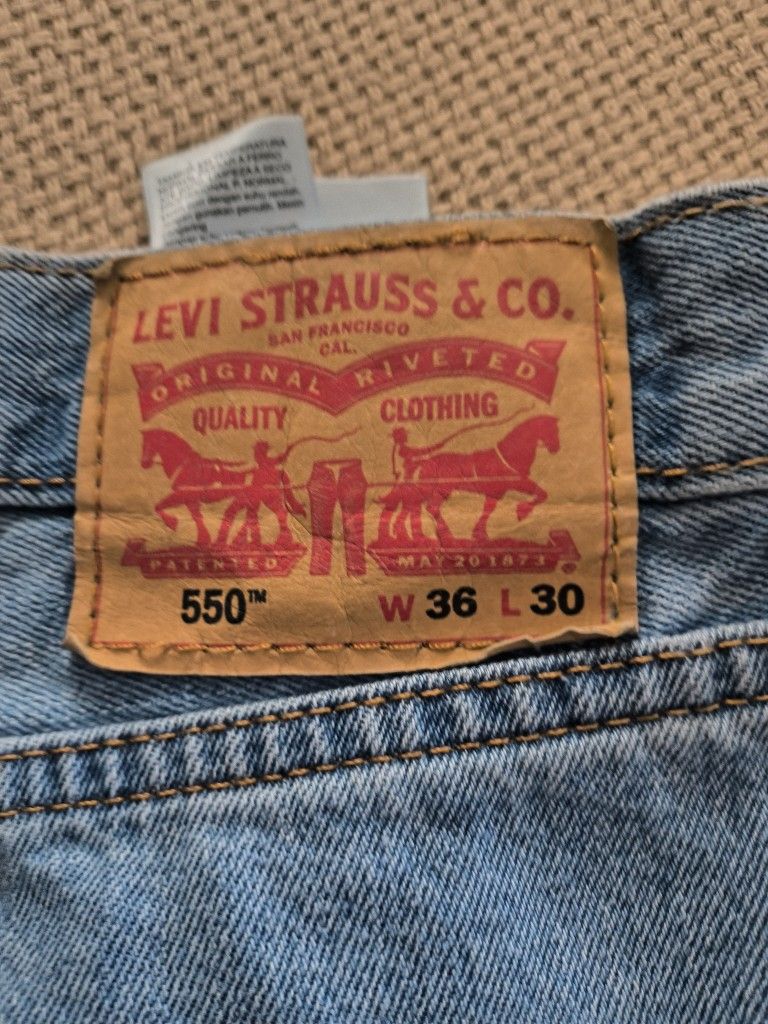 LEVI STRAUSS & CO.
SAN FRANCISCO
CAL.
ORIGINAL RIVETED
QUALITY CLOTHING
PATENTED MAY 20 1873
550™ W 36 L 30